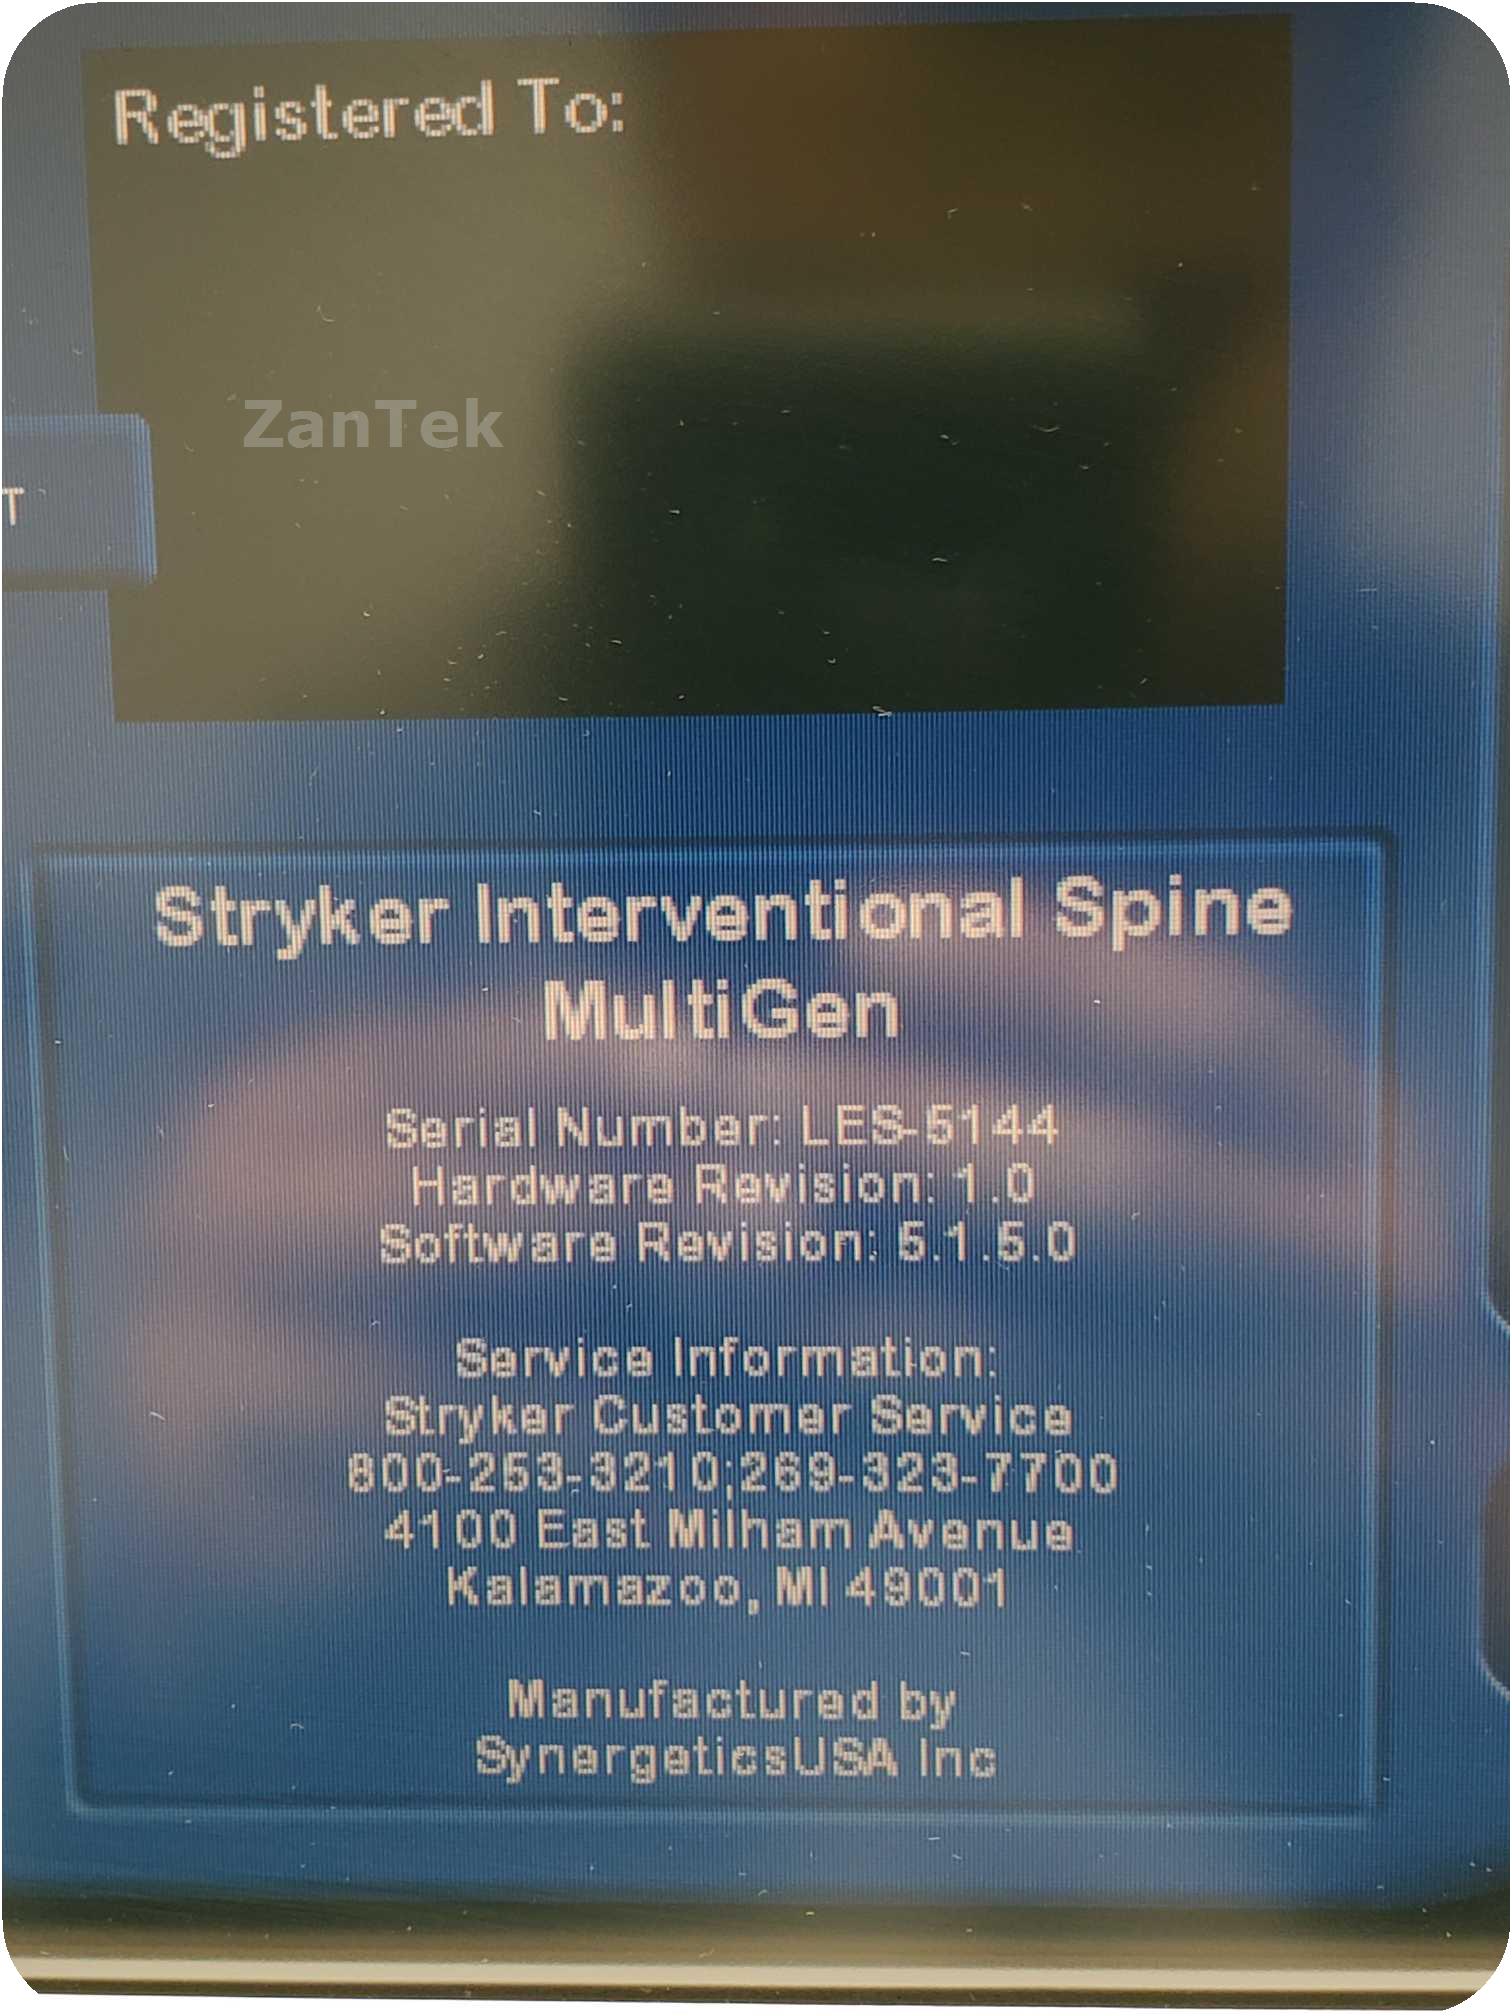 Registered To:
ZanTek
T
Stryker Interventional Spine
MultiGen
Serial Number: LES-5144
Hardware Revision: 1.0
Software Revision: 5.1.5.0
Service Information:
Stryker Customer Service
800-253-3210;269-323-7700
4100 East Milham Avenue
Kalamazoo, MI 49001
Manufactured by
SynergeticsUSA Inc